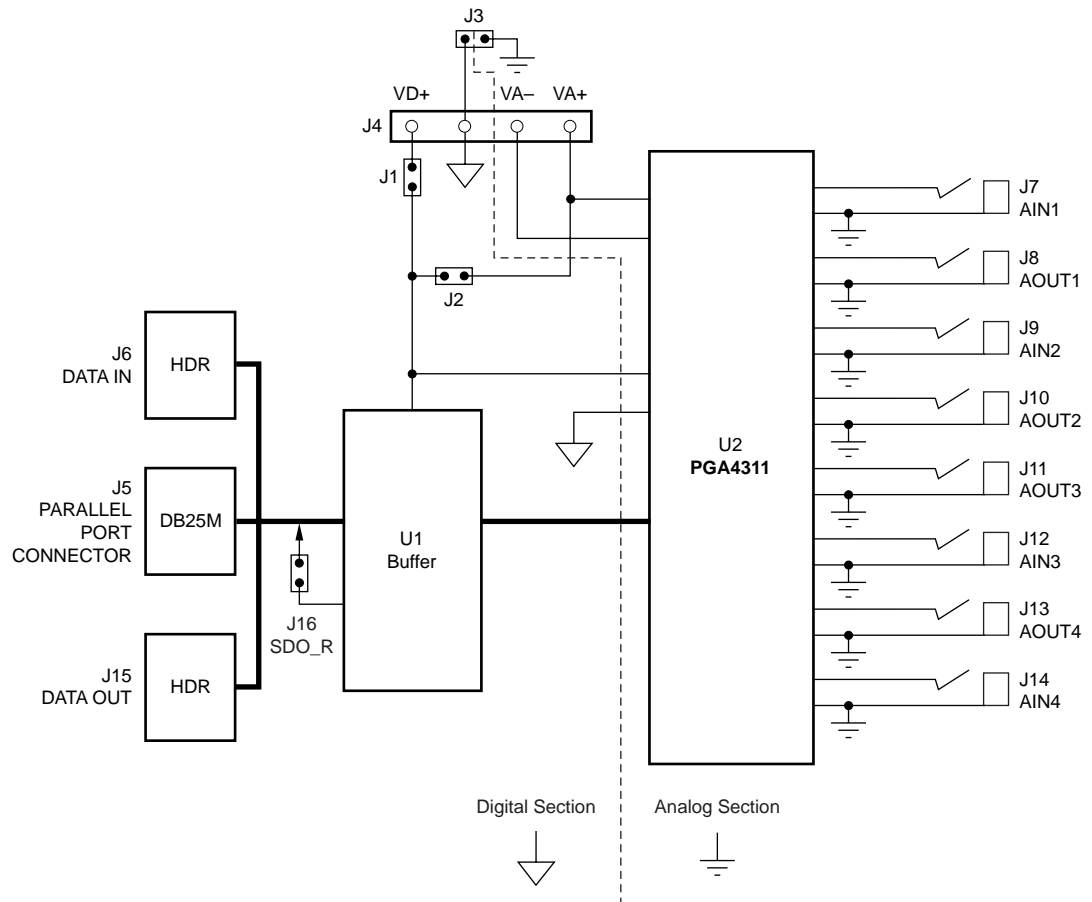 J3
VD+
VA–
VA+
J4
J1
J2
J6
DATA IN
HDR
J5
PARALLEL
PORT
CONNECTOR
DB25M
J15
DATA OUT
HDR
J16
SDO_R
U1
Buffer
U2
PGA4311
J7
AIN1
J8
AOUT1
J9
AIN2
J10
AOUT2
J11
AOUT3
J12
AIN3
J13
AOUT4
J14
AIN4
Digital Section
Analog Section